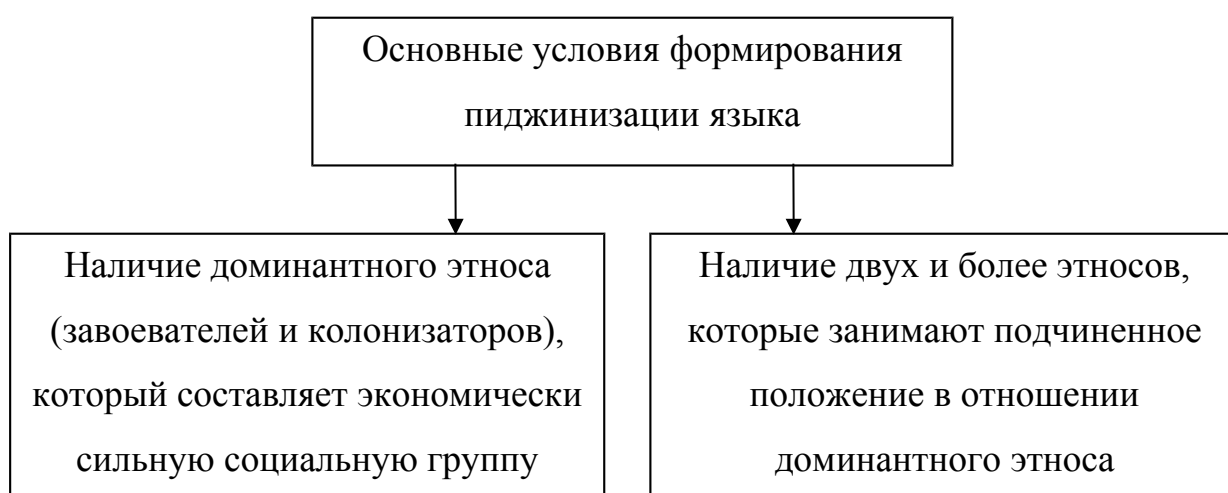 Основные условия формирования
пиджинизации языка
Наличие доминантного этноса
(завоевателей и колонизаторов),
который составляет экономически
сильную социальную группу
Наличие двух и более этносов,
которые занимают подчиненное
положение в отношении
доминантного этноса